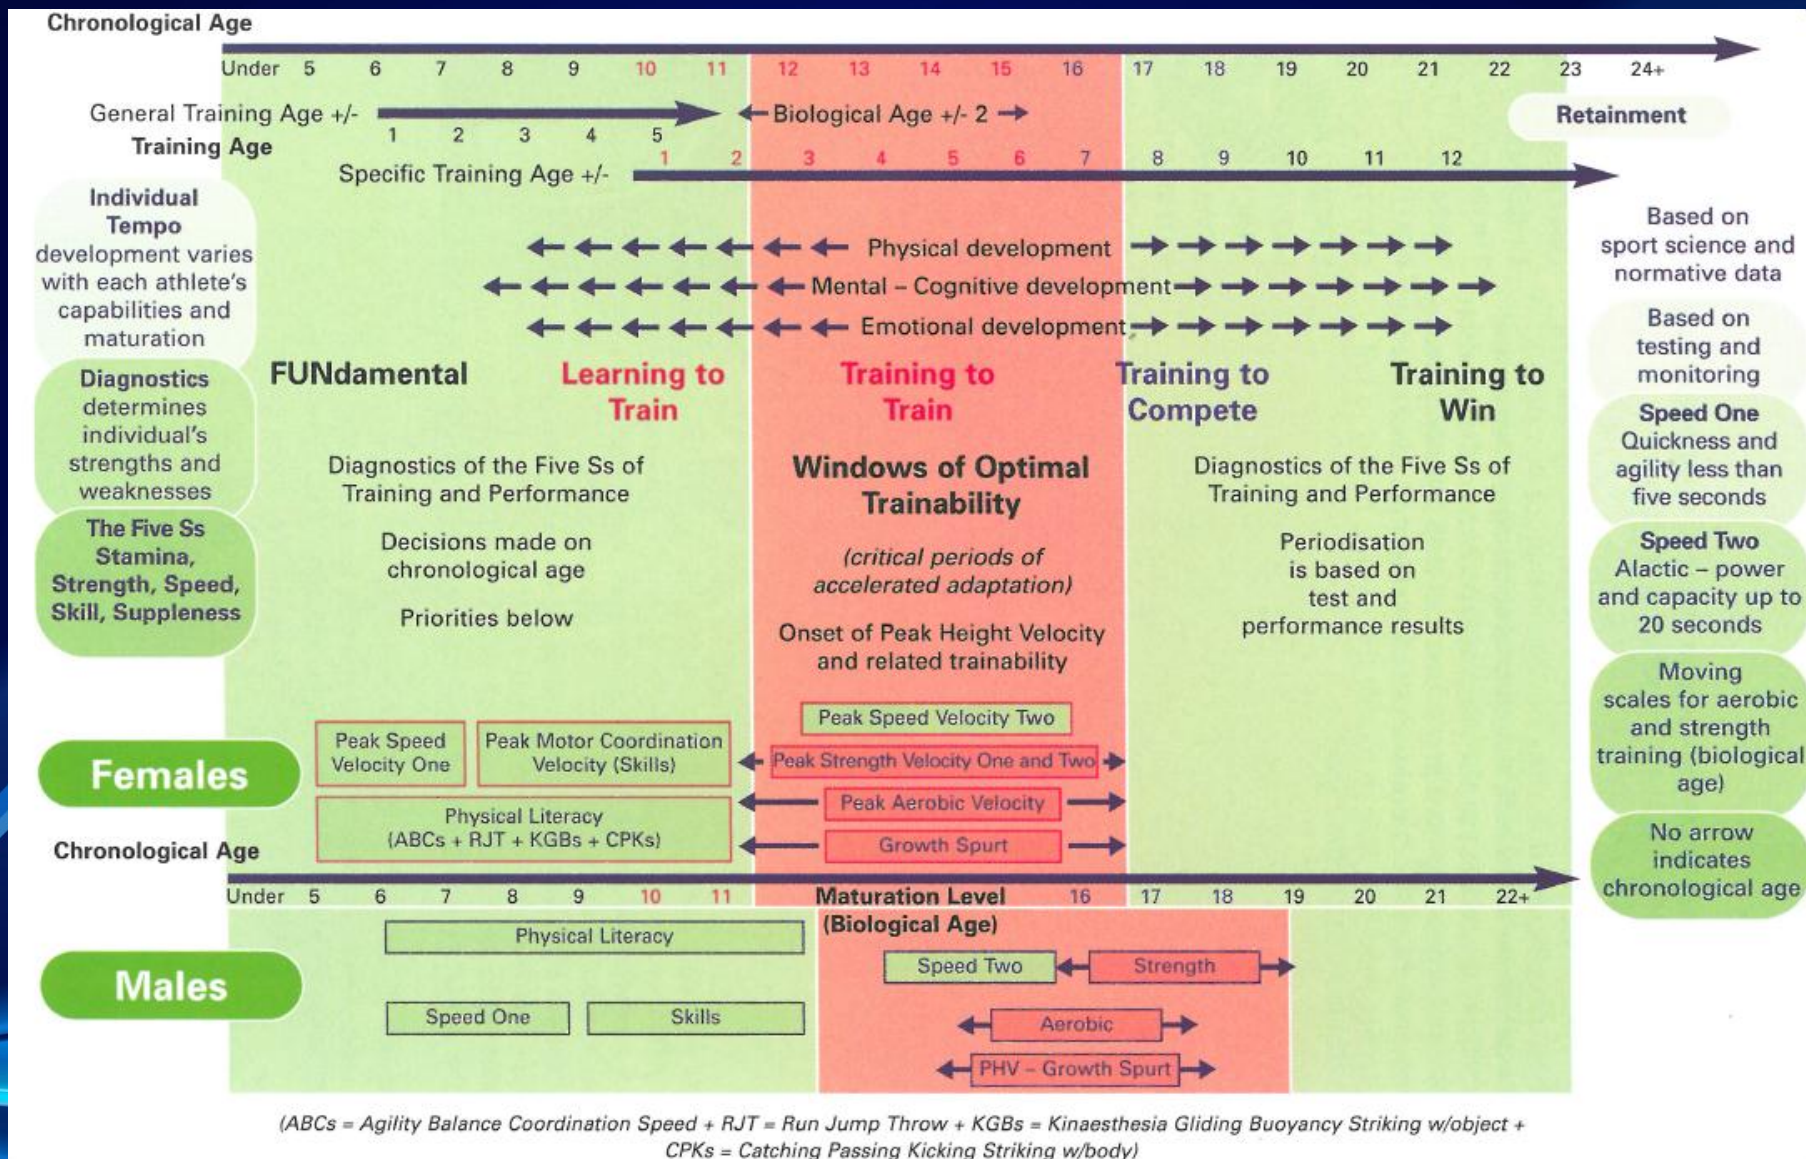 Chronological Age
Under 5 6 7 8 9 10 11 12 13 14 15 16 17 18 19 20 21 22 23 24+
General Training Age +/-
1 2 3 4 5
Biological Age +/- 2
Retainment
Training Age
Specific Training Age +/-
1 2 3 4 5 6 7 8 9 10 11 12
Individual
Tempo
development varies
with each athlete's
capabilities and
maturation
Diagnostics
determines
individual's
strengths and
weaknesses
The Five Ss
Stamina,
Strength, Speed,
Skill, Suppleness
Physical development
Mental – Cognitive development
Emotional development
FUNdamental
Learning to
Train
Training to
Train
Training to
Compete
Training to
Win
Diagnostics of the Five Ss of
Training and Performance
Decisions made on
chronological age
Priorities below
Windows of Optimal
Trainability
(critical periods of
accelerated adaptation)
Onset of Peak Height Velocity
and related trainability
Diagnostics of the Five Ss of
Training and Performance
Periodisation
is based on
test and
performance results
Based on
sport science and
normative data
Based on
testing and
monitoring
Speed One
Quickness and
agility less than
five seconds
Speed Two
Alactic – power
and capacity up to
20 seconds
Moving
scales for aerobic
and strength
training (biological
age)
No arrow
indicates
chronological age
Females
Peak Speed
Velocity One
Peak Motor Coordination
Velocity (Skills)
Physical Literacy
(ABCs + RJT + KGBs + CPKs)
Peak Speed Velocity Two
Peak Strength Velocity One and Two
Peak Aerobic Velocity
Growth Spurt
Chronological Age
Under 5 6 7 8 9 10 11 Maturation Level 16 17 18 19 20 21 22+
(Biological Age)
Males
Physical Literacy
Speed One
Skills
Speed Two
Strength
Aerobic
PHV – Growth Spurt
(ABCs = Agility Balance Coordination Speed + RJT = Run Jump Throw + KGBs = Kinaesthesia Gliding Buoyancy Striking w/object +
CPKs = Catching Passing Kicking Striking w/body)